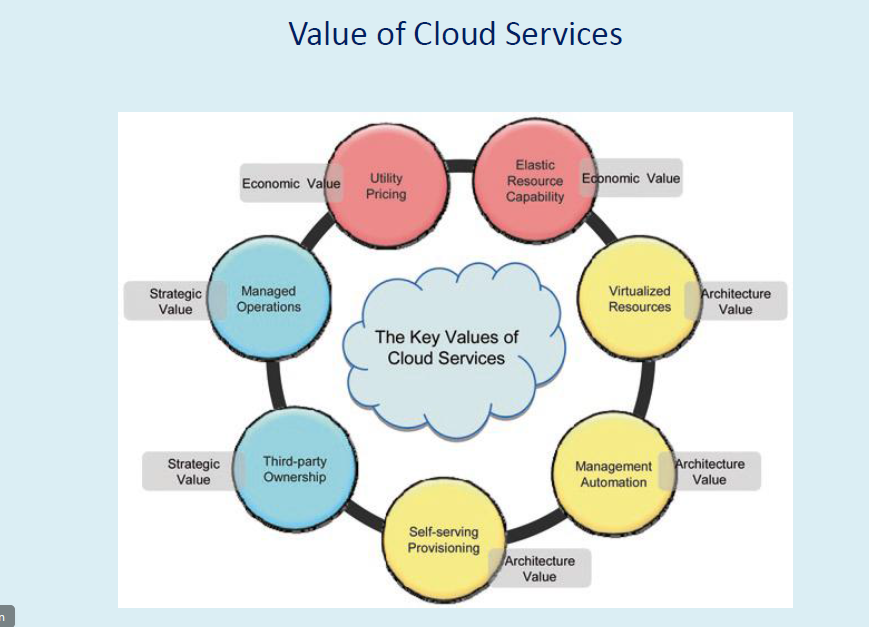 Value of Cloud Services
Economic Value
Utility
Pricing
Elastic
Resource
Capability
Economic Value
Strategic
Value
Managed
Operations
Virtualized
Resources
Architecture
Value
The Key Values of
Cloud Services
Strategic
Value
Third-party
Ownership
Management
Automation
Architecture
Value
Self-serving
Provisioning
Architecture
Value